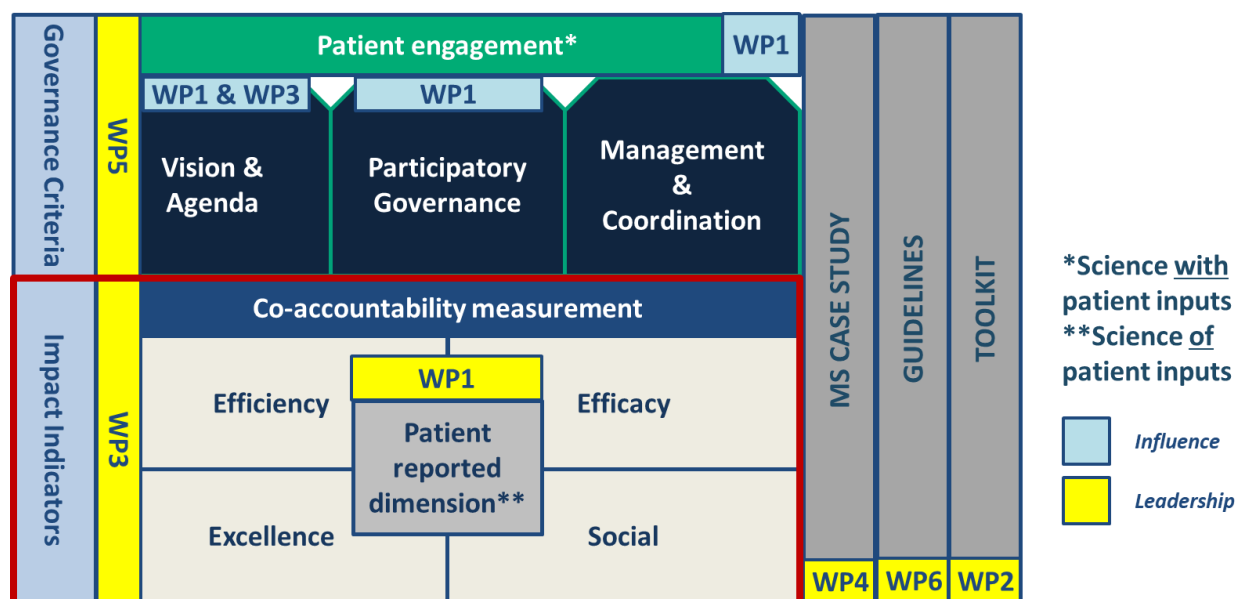 Governance Criteria
WP5
Patient engagement*
WP1
WP1 & WP3
WP1
Vision &
Agenda
Participatory
Governance
Management
&
Coordination
Impact Indicators
WP3
Co-accountability measurement
Efficiency
Efficacy
WP1
Patient
reported
dimension**
Excellence
Social
MS CASE STUDY
WP4
GUIDELINES
WP6
TOOLKIT
WP2
*Science with
patient inputs
**Science of
patient inputs
Influence
Leadership